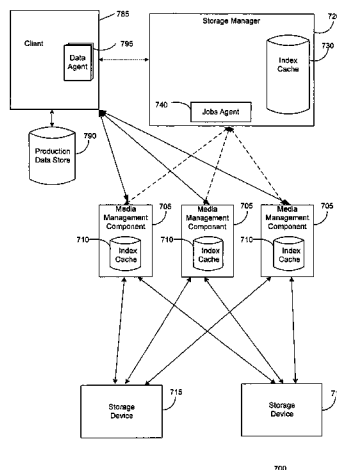 785
720
Storage Manager
Client
795
730
Data
Agent
Index
Cache
740
Jobs Agent
790
Production
Data Store
Media
Management
Component
705
Media
Management
Component
705
Media
Management
Component
705
710
Index
Cache
710
Index
Cache
710
Index
Cache
715
Storage
Device
Storage
Device
700